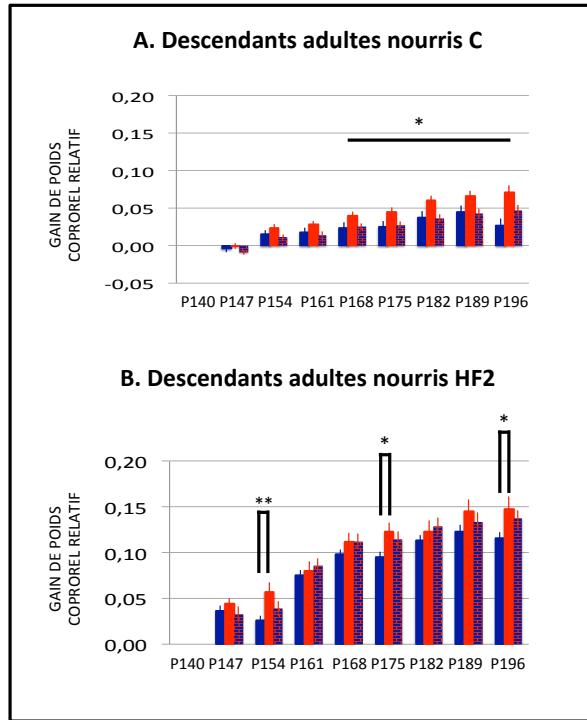 A. Descendants adultes nourris C
GAIN DE POIDS
COPROREL RELATIF
0,20
0,15
0,10
0,05
0,00
-0,05
*
P140 P147 P154 P161 P168 P175 P182 P189 P196
B. Descendants adultes nourris HF2
GAIN DE POIDS
COPROREL RELATIF
0,20
0,15
0,10
0,05
0,00
**
*
*
P140 P147 P154 P161 P168 P175 P182 P189 P196